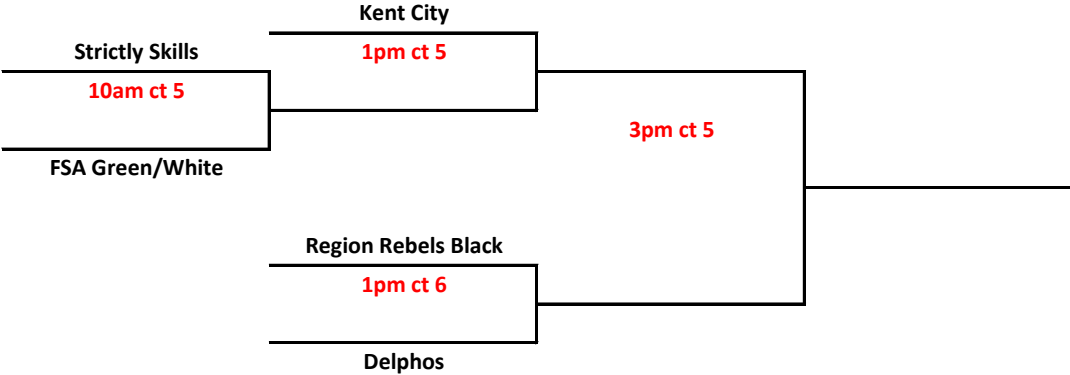 Kent City
Strictly Skills
1pm ct 5
10am ct 5
3pm ct 5
FSA Green/White
Region Rebels Black
1pm ct 6
Delphos